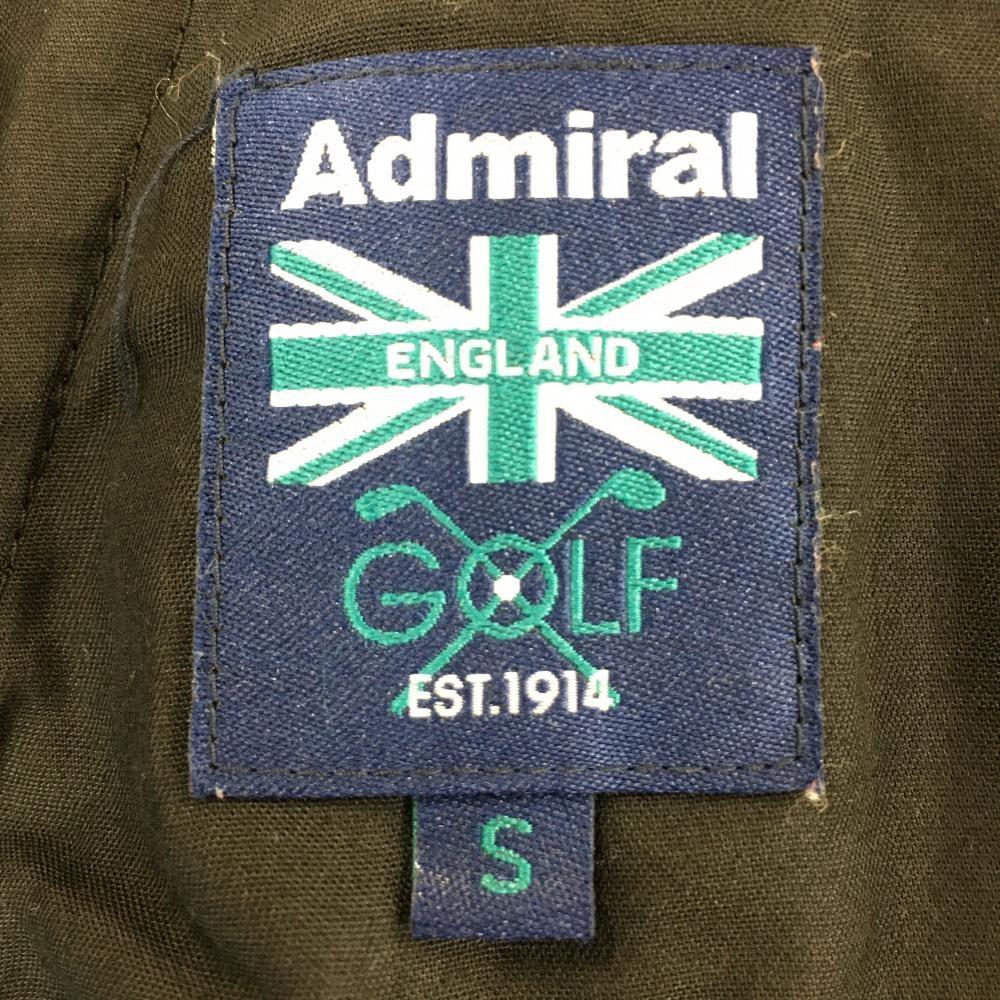 Admiral
ENGLAND
GOLF
EST.1914
S